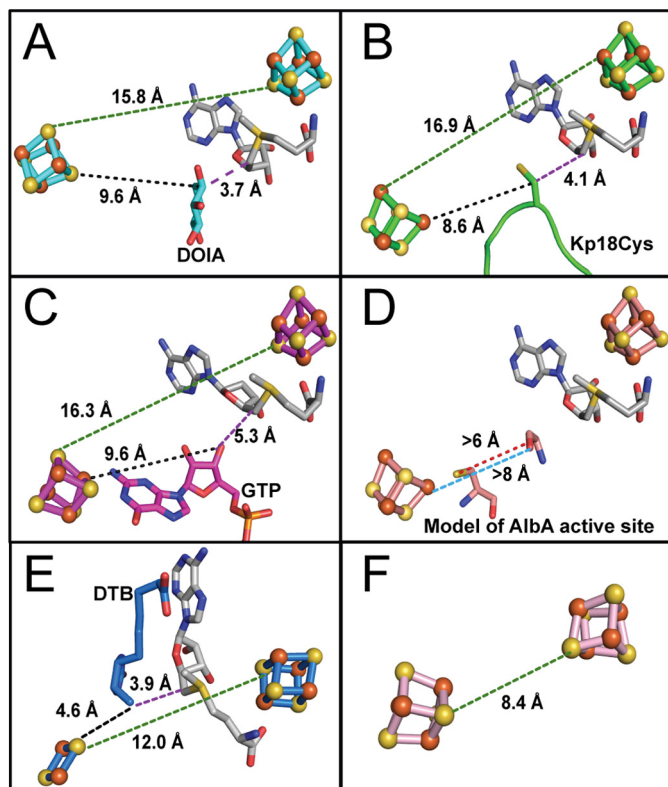 A
15.8 Å
9.6 Å
3.7 Å
DOIA
B
16.9 Å
4.1 Å
8.6 Å
Kp18Cys
C
16.3 Å
5.3 Å
9.6 Å
GTP
D
>6 Å
>8 Å
Model of AlbA active site
E
DTB
3.9 Å
4.6 Å
12.0 Å
F
8.4 Å